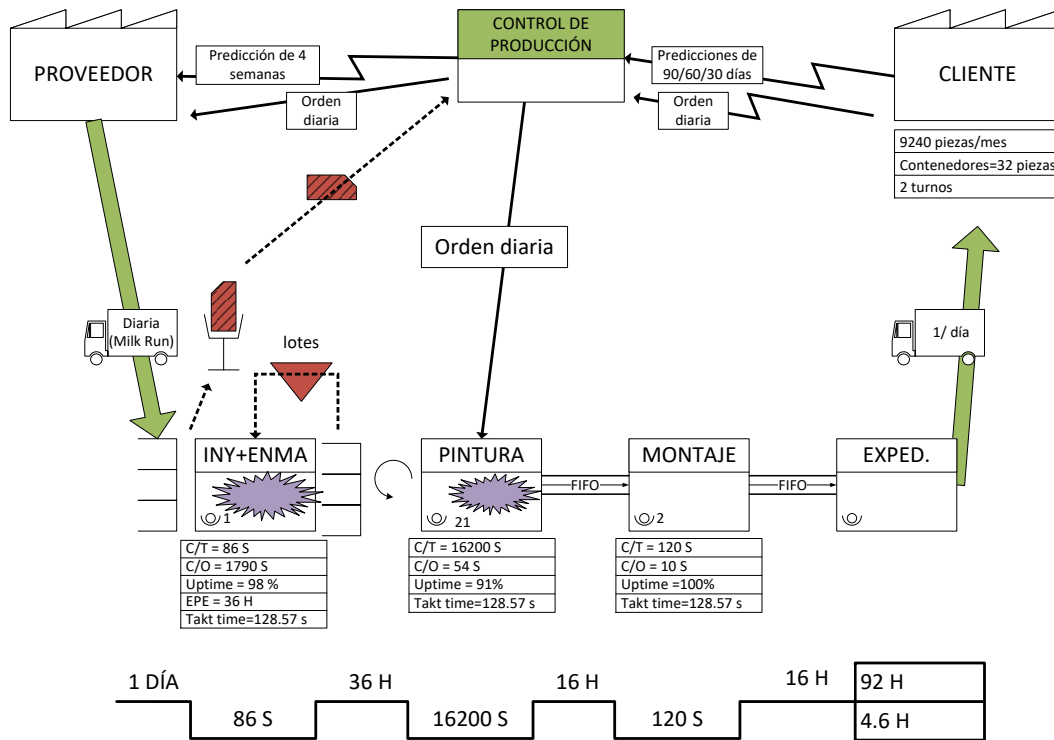 CONTROL DE
PRODUCCIÓN
PROVEEDOR
Predicción de 4
semanas
Orden
diaria
Predicciones de
90/60/30 días
Orden
diaria
CLIENTE
9240 piezas/mes
Contenedores=32 piezas
2 turnos
Orden diaria
Diaria
(Milk Run)
lotes
1/ día
INY+ENMA
1
PINTURA
21
FIFO
MONTAJE
2
FIFO
EXPED.
C/T = 86 S
C/O = 1790 S
Uptime = 98 %
EPE = 36 H
Takt time=128.57 s
C/T = 16200 S
C/O = 54 S
Uptime = 91%
Takt time=128.57 s
C/T = 120 S
C/O = 10 S
Uptime =100%
Takt time=128.57 s
1 DÍA
36 H
16 H
16 H
92 H
86 S
16200 S
120 S
4.6 H